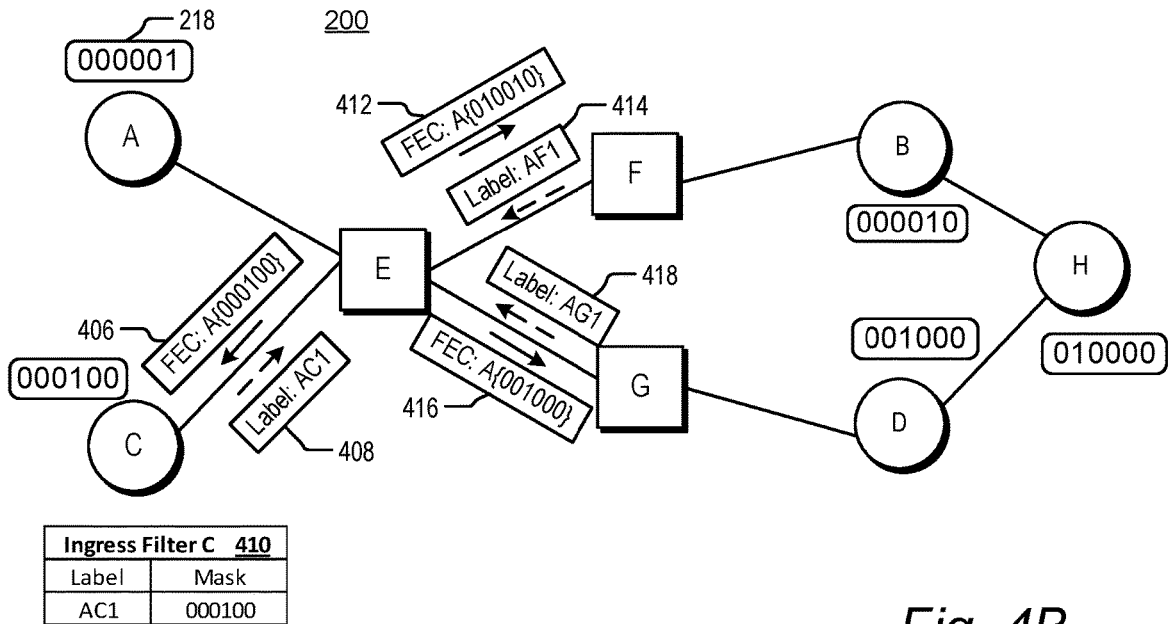 218
200
000001
A
412
FEC: A{010010}
414
Label: AF1
F
B
000010
E
H
406
FEC: A{000100}
Label: AG1
418
001000
010000
000100
C
Label: AC1
408
416
FEC: A{001000}
G
D
Ingress Filter C 410
Label Mask
AC1 000100
Fig. 4B